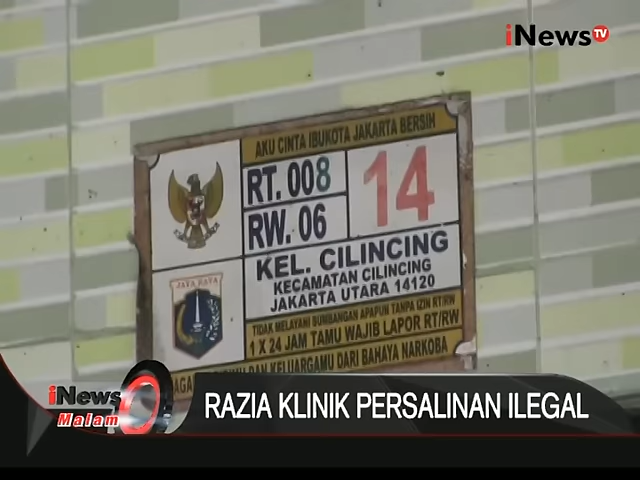 iNews TV
AKU CINTA IBUKOTA JAKARTA BERSIH
RT. 008
RW. 06
14
KEL. CILINCING
KECAMATAN CILINCING
JAKARTA UTARA 14120
JAYA RAYA
TIDAK MELAYANI SUMBANGAN APAPUN TANPA IZIN RT/RW
1 X 24 JAM TAMU WAJIB LAPOR RT/RW
KELUARGAMU DARI BAHAYA NARKOBA
iNews
Malam
RAZIA KLINIK PERSALINAN ILEGAL